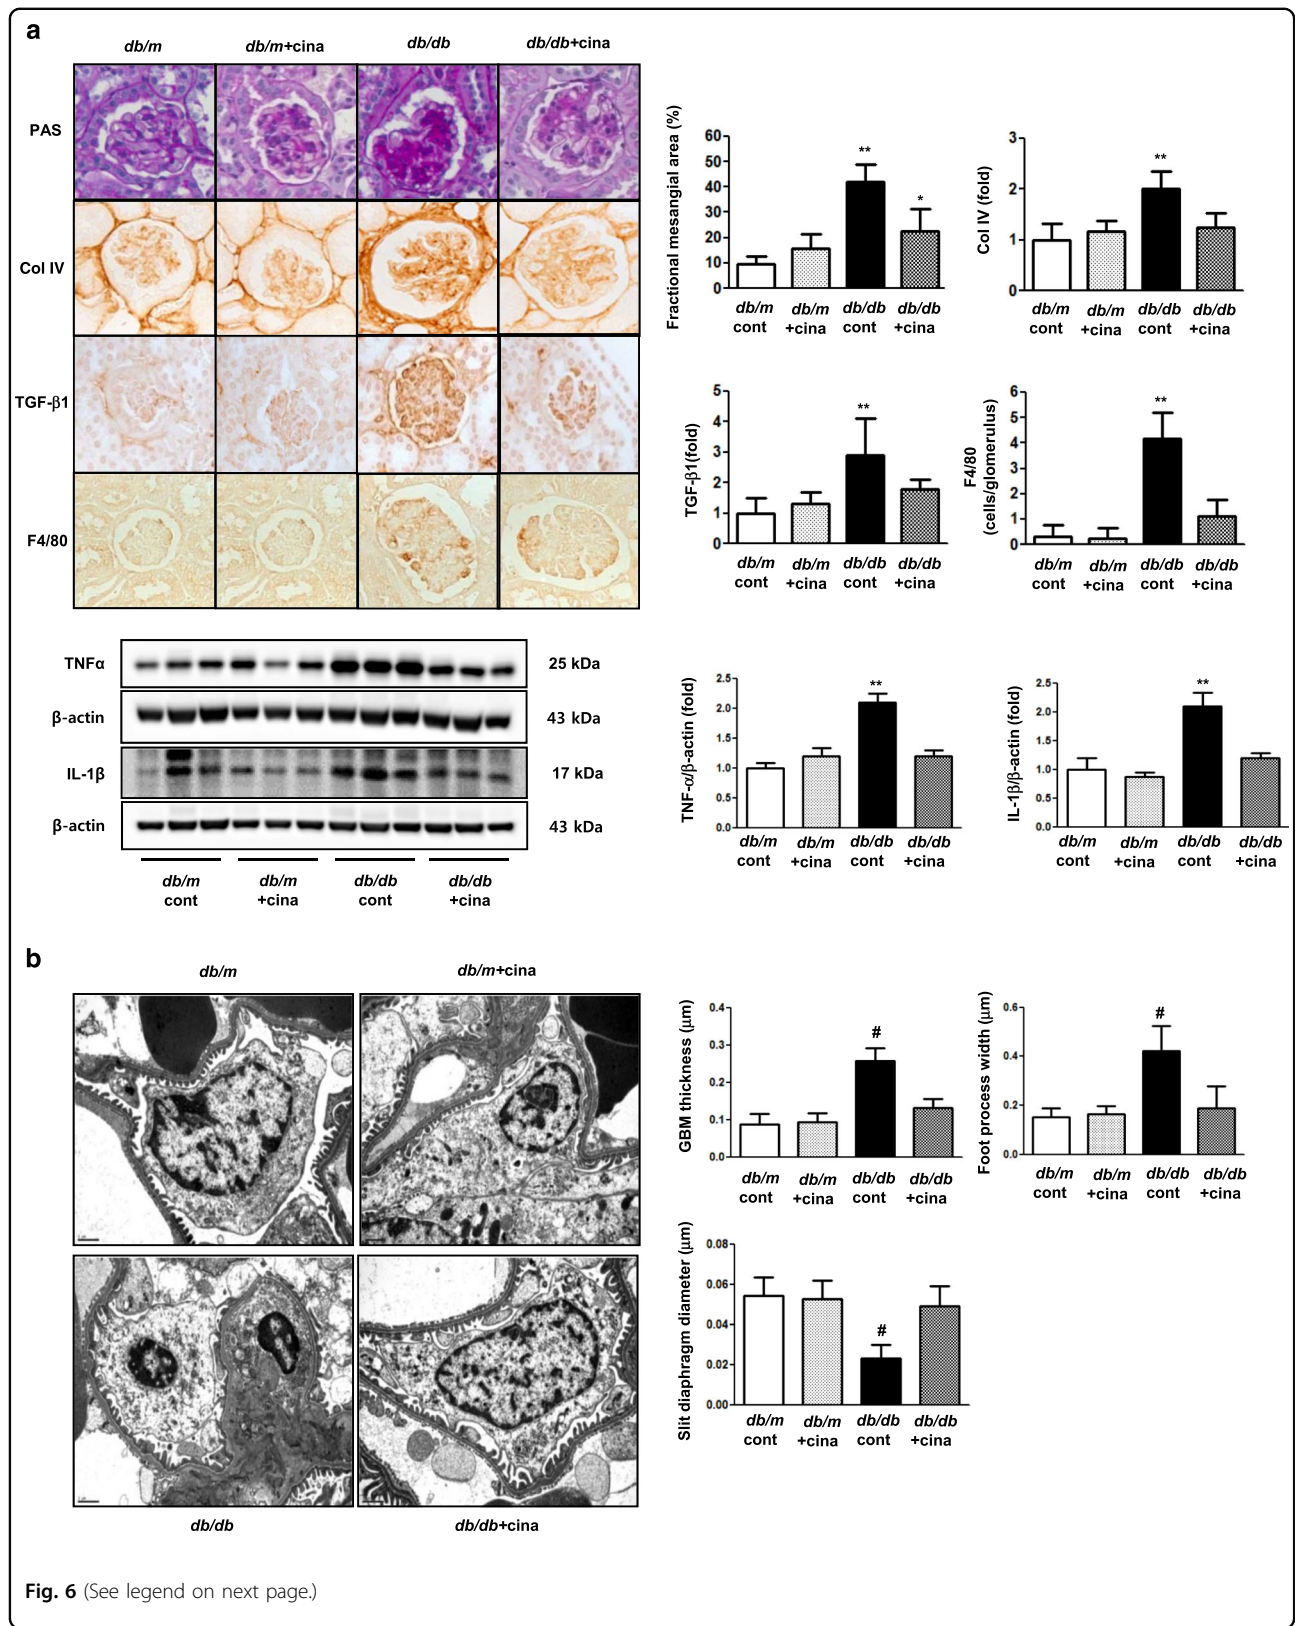 a
db/m db/m+cina db/db db/db+cina
PAS
Col IV
TGF-β1
F4/80
Fractional mesangial area (%)
60
50
40
30
20
10
0
**
*
db/m cont
db/m +cina
db/db cont
db/db +cina
Col IV (fold)
3
2
1
0
**
db/m cont
db/m +cina
db/db cont
db/db +cina
TGF-β1(fold)
5
4
3
2
1
0
**
db/m cont
db/m +cina
db/db cont
db/db +cina
F4/80
(cells/glomerulus)
6
5
4
3
2
1
0
**
db/m cont
db/m +cina
db/db cont
db/db +cina
TNFα 25 kDa
β-actin 43 kDa
IL-1β 17 kDa
β-actin 43 kDa
db/m cont
db/m +cina
db/db cont
db/db +cina
TNF-α/β-actin (fold)
2.5
2.0
1.5
1.0
0.5
0.0
**
db/m cont
db/m +cina
db/db cont
db/db +cina
IL-1β/β-actin (fold)
2.5
2.0
1.5
1.0
0.5
0.0
**
db/m cont
db/m +cina
db/db cont
db/db +cina
b
db/m db/m+cina
db/db db/db+cina
GBM thickness (μm)
0.4
0.3
0.2
0.1
0.0
#
db/m cont
db/m +cina
db/db cont
db/db +cina
Foot process width (μm)
0.6
0.4
0.2
0.0
#
db/m cont
db/m +cina
db/db cont
db/db +cina
Slit diaphragm diameter (μm)
0.08
0.06
0.04
0.02
0.00
#
db/m cont
db/m +cina
db/db cont
db/db +cina
Fig. 6 (See legend on next page.)